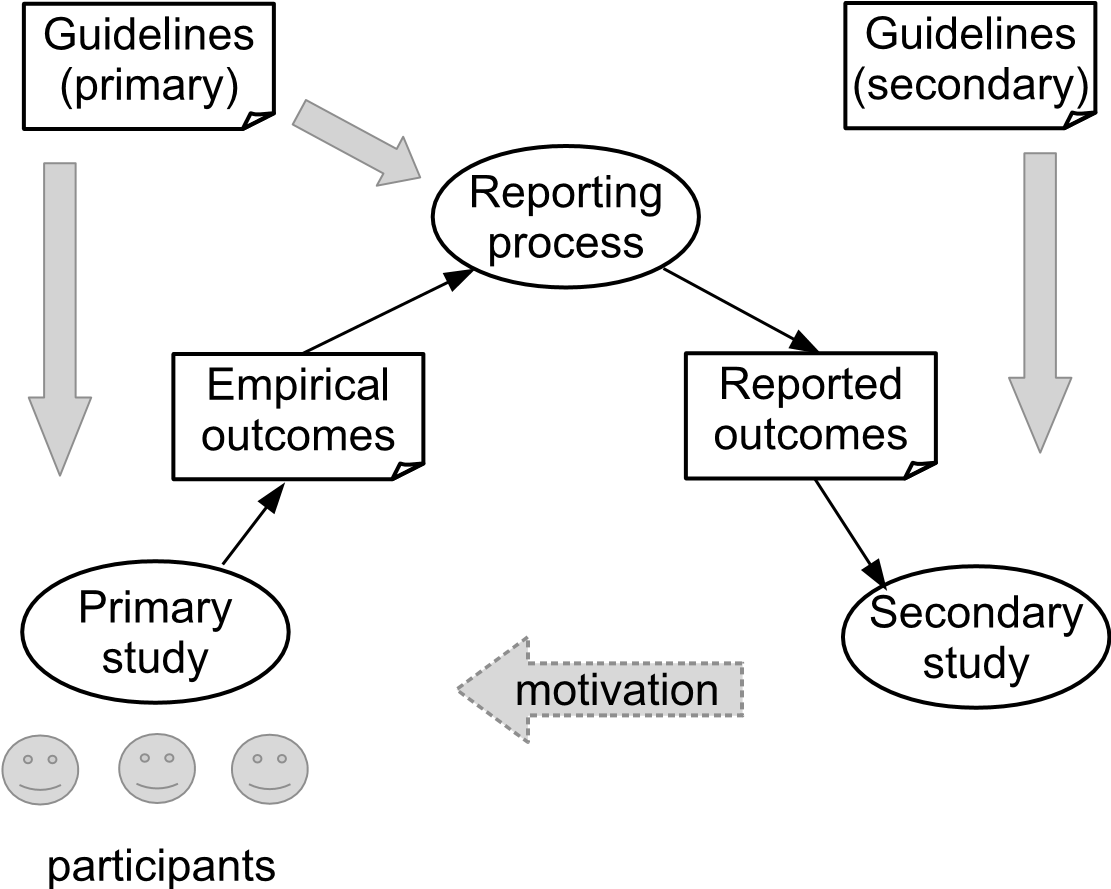 Guidelines
(primary)
Guidelines
(secondary)
Reporting
process
Empirical
outcomes
Reported
outcomes
Primary
study
Secondary
study
motivation
participants